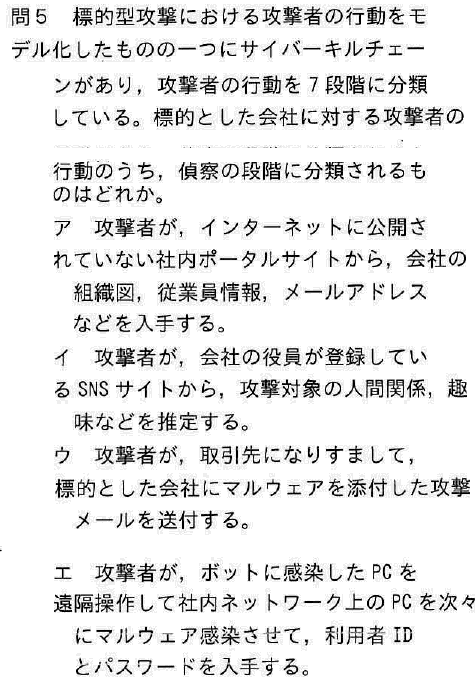 問5 標的型攻撃における攻撃者の行動をモ
デル化したものの一つにサイバーキルチェー
ンがあり，攻撃者の行動を7段階に分類
している。標的とした会社に対する攻撃者の
行動のうち，偵察の段階に分類されるも
のはどれか。
ア 攻撃者が，インターネットに公開さ
れていない社内ポータルサイトから，会社の
組織図，従業員情報，メールアドレス
などを入手する。
イ 攻撃者が，会社の役員が登録してい
る SNS サイトから，攻撃対象の人間関係，趣
味などを推定する。
ウ 攻撃者が，取引先になりすまして，
標的とした会社にマルウェアを添付した攻撃
メールを送付する。
エ 攻撃者が，ボットに感染した PC を
遠隔操作して社内ネットワーク上の PC を次々
にマルウェア感染させて，利用者 ID
とパスワードを入手する。